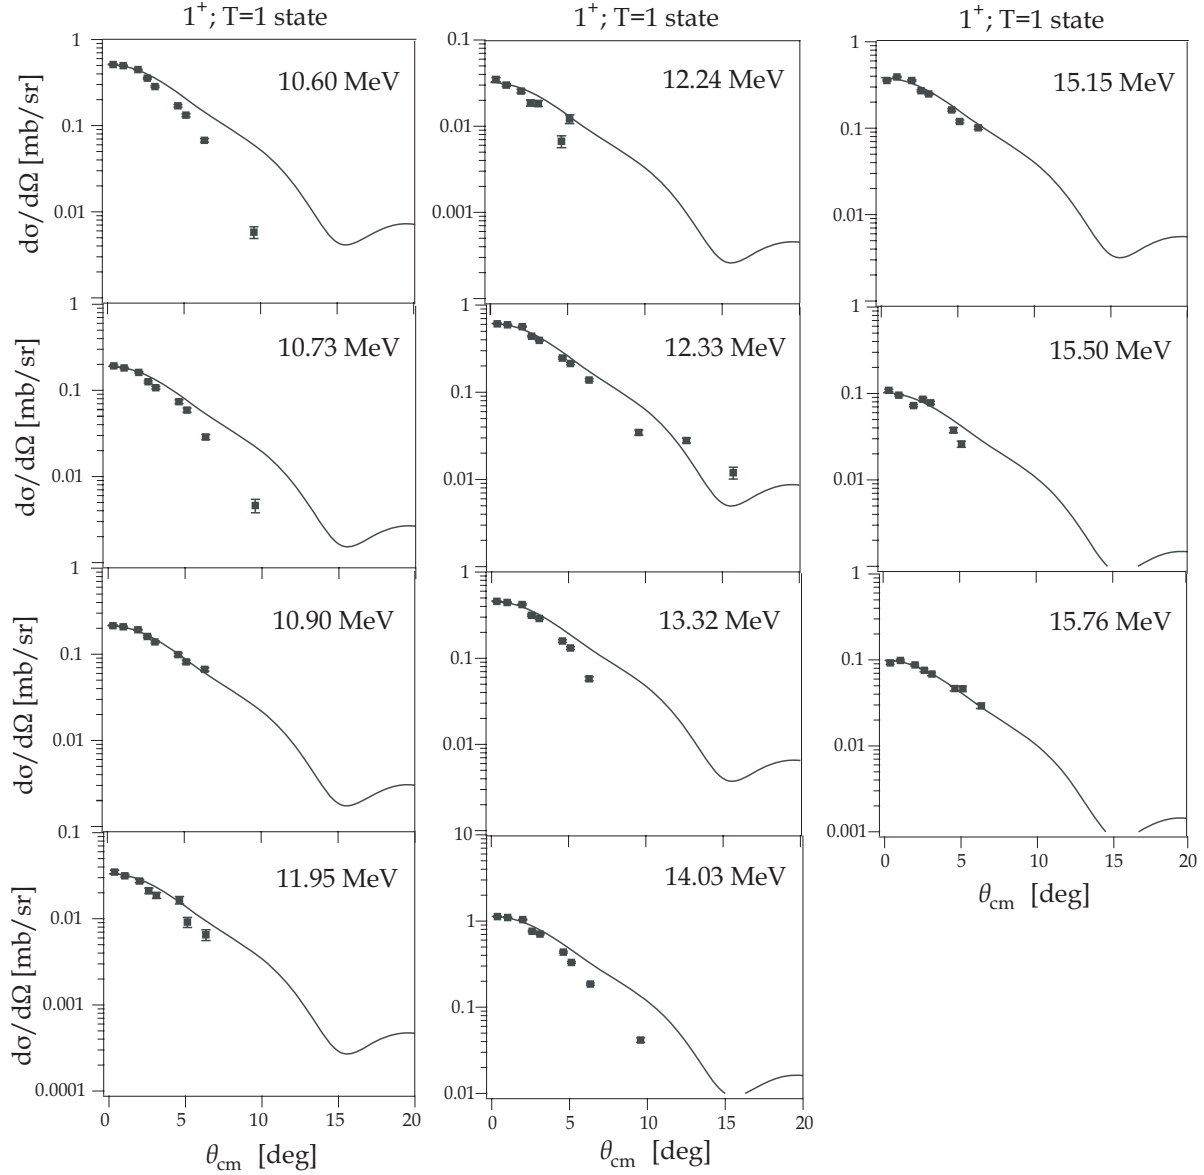 1⁺; T=1 state
1⁺; T=1 state
1⁺; T=1 state
dσ/dΩ [mb/sr]
1
0.1
0.01
1
10.60 MeV
0.1
0.01
0.001
12.24 MeV
1
0.1
0.01
15.15 MeV
dσ/dΩ [mb/sr]
0.1
0.01
1
10.73 MeV
1
0.1
0.01
1
12.33 MeV
1
0.1
0.01
1
15.50 MeV
dσ/dΩ [mb/sr]
0.1
0.01
0.1
10.90 MeV
0.1
0.01
10
13.32 MeV
0.1
0.01
0.001
15.76 MeV
0 5 10 15 20
θcm [deg]
dσ/dΩ [mb/sr]
0.01
0.001
0.0001
11.95 MeV
0 5 10 15 20
θcm [deg]
1
0.1
0.01
14.03 MeV
0 5 10 15 20
θcm [deg]